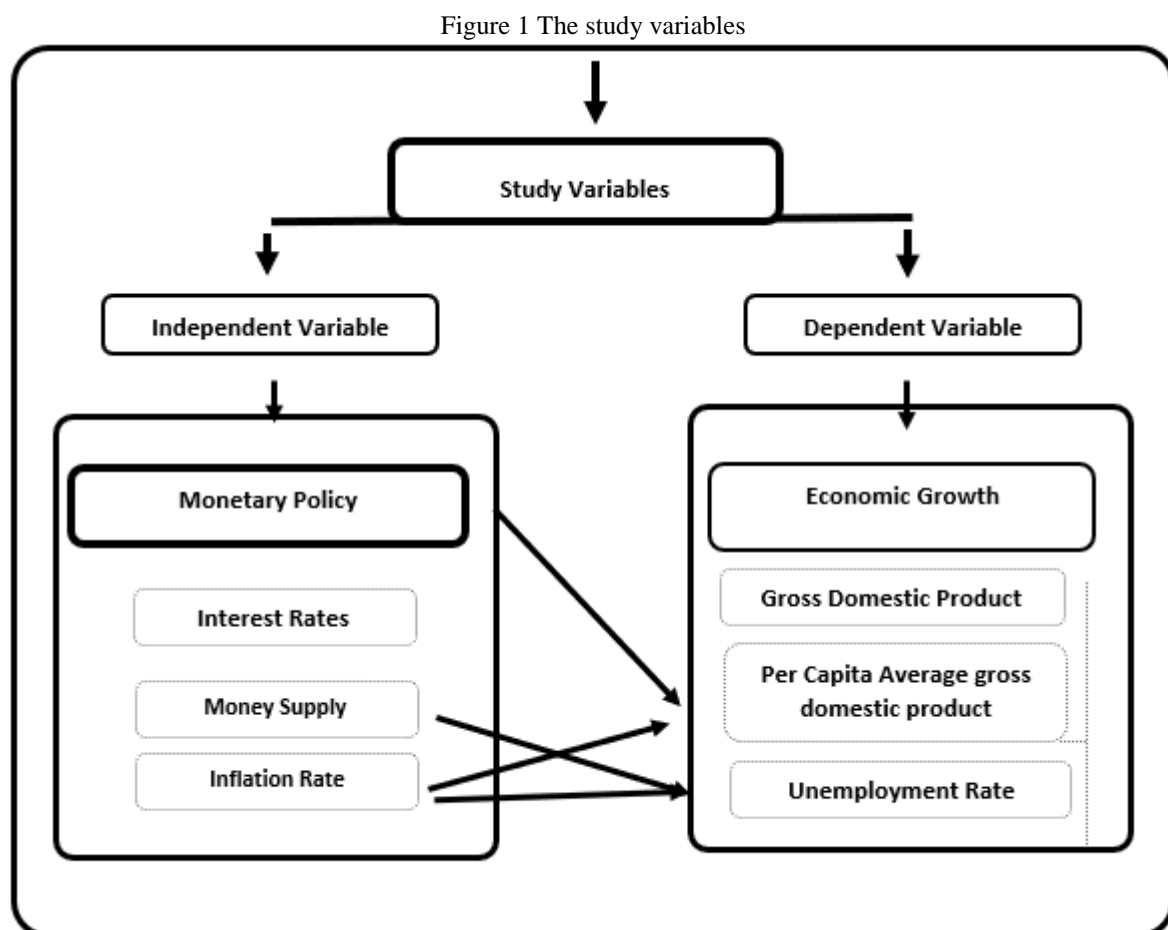 Figure 1 The study variables
Study Variables
Independent Variable
Dependent Variable
Monetary Policy
Interest Rates
Money Supply
Inflation Rate
Economic Growth
Gross Domestic Product
Per Capita Average gross
domestic product
Unemployment Rate